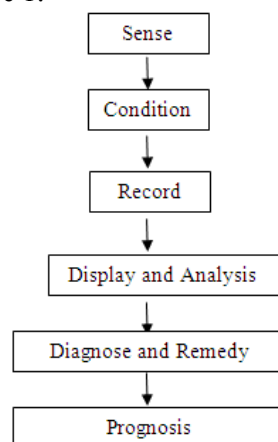 Sense
Condition
Record
Display and Analysis
Diagnose and Remedy
Prognosis